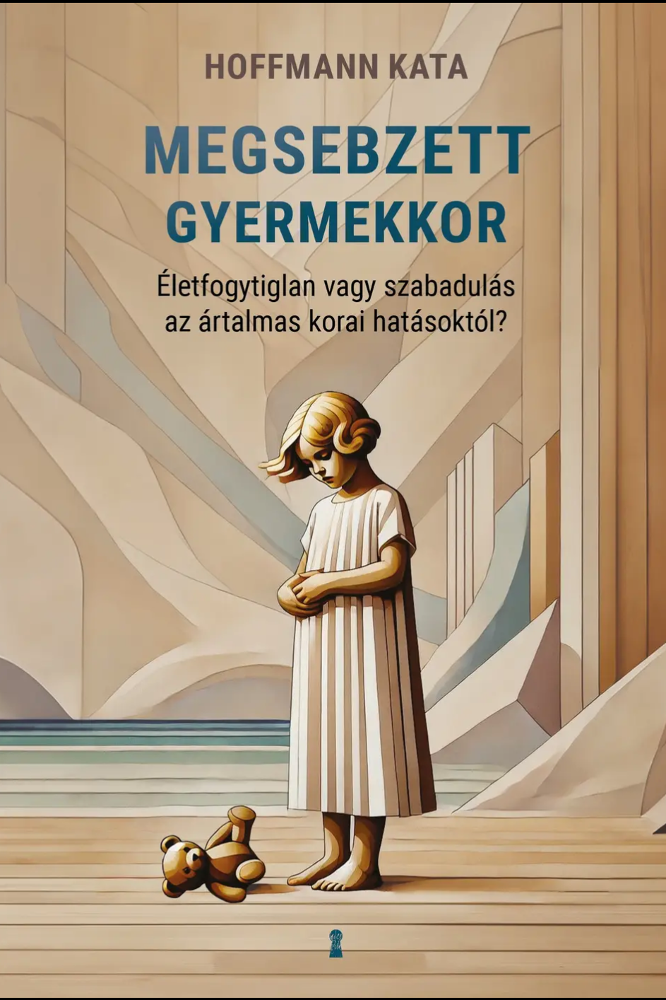 HOFFMANN KATA
MEGSEBZETT
GYERMEKKOR
Életfogytiglan vagy szabadulás
az ártalmas korai hatásoktól?